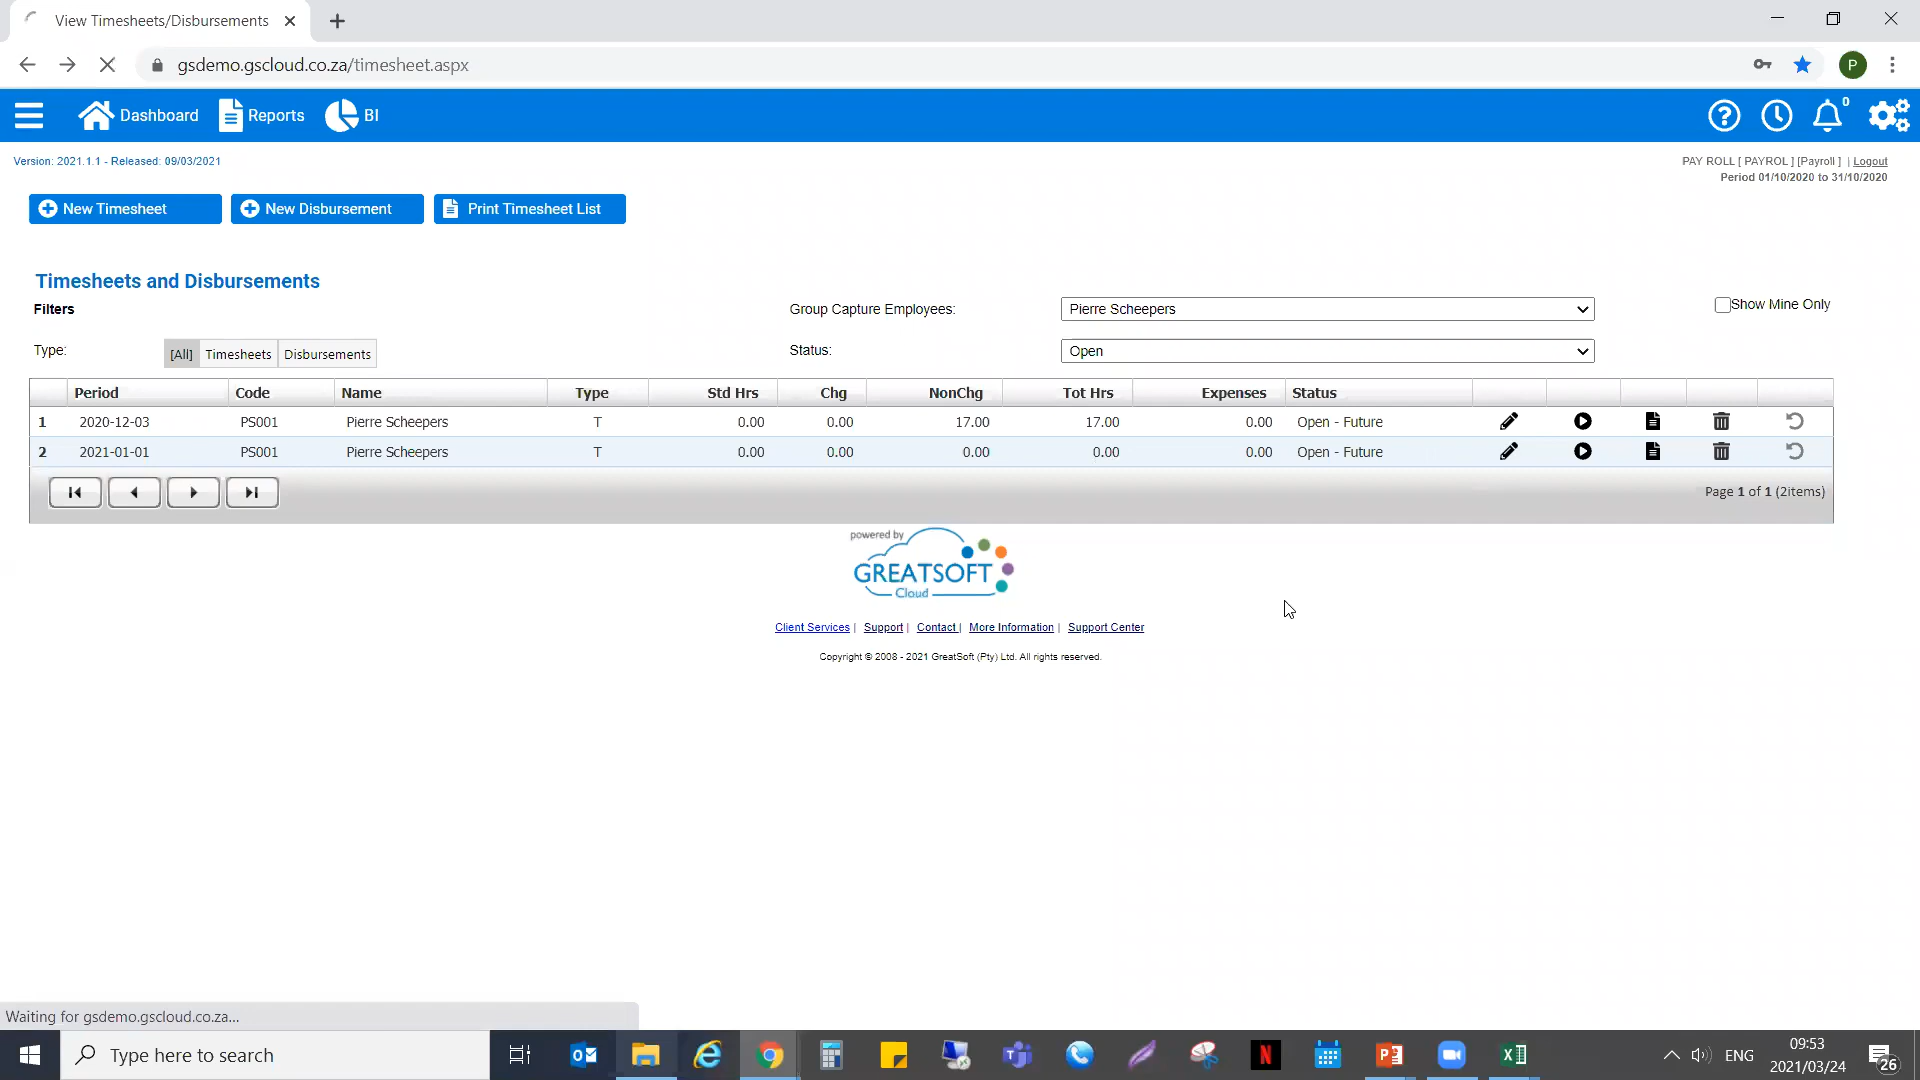 View Timesheets/Disbursements
gsdemo.gscloud.co.za/timesheet.aspx
P
Dashboard Reports BI
0
Version: 2021.1.1 - Released: 09/03/2021
PAY ROLL [ PAYROL ] [Payroll ] | Logout
Period 01/10/2020 to 31/10/2020
New Timesheet New Disbursement Print Timesheet List
Timesheets and Disbursements
Filters
Group Capture Employees: Pierre Scheepers
Show Mine Only
Type: [All] Timesheets Disbursements
Status: Open
Period Code Name Type Std Hrs Chg NonChg Tot Hrs Expenses Status
1 2020-12-03 PS001 Pierre Scheepers T 0.00 0.00 17.00 17.00 0.00 Open - Future
2 2021-01-01 PS001 Pierre Scheepers T 0.00 0.00 0.00 0.00 0.00 Open - Future
Page 1 of 1 (2items)
powered by
GREATSOFT
Cloud
Client Services | Support | Contact | More Information | Support Center
Copyright © 2008 - 2021 GreatSoft (Pty) Ltd. All rights reserved.
Waiting for gsdemo.gscloud.co.za...
Type here to search
ENG
09:53
2021/03/24
26